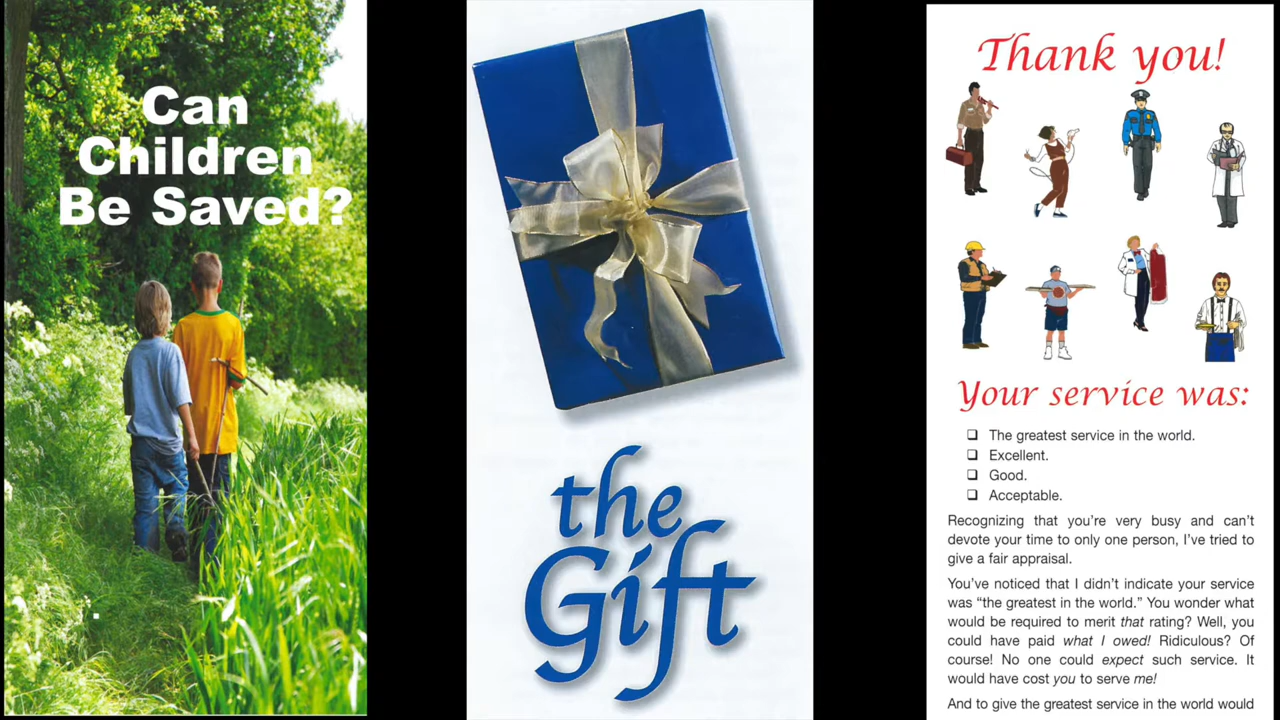 Can
Children
Be Saved?
the
Gift
Thank you!
Your service was:
❑ The greatest service in the world.
❑ Excellent.
❑ Good.
❑ Acceptable.
Recognizing that you’re very busy and can’t
devote your time to only one person, I’ve tried to
give a fair appraisal.
You’ve noticed that I didn’t indicate your service
was “the greatest in the world.” You wonder what
would be required to merit that rating? Well, you
could have paid what I owed! Ridiculous? Of
course! No one could expect such service. It
would have cost you to serve me!
And to give the greatest service in the world would